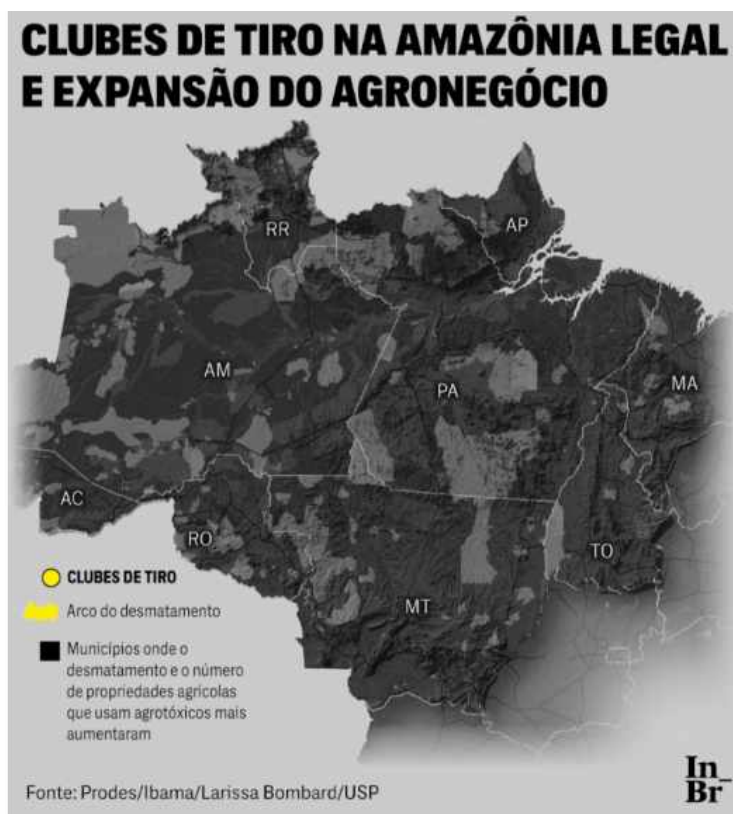 CLUBES DE TIRO NA AMAZÔNIA LEGAL
E EXPANSÃO DO AGRONEGÓCIO
RR
AP
AM
PA
MA
AC
RO
TO
MT
CLUBES DE TIRO
Arco do desmatamento
Municípios onde o
desmatamento e o número
de propriedades agrícolas
que usam agrotóxicos mais
aumentaram
Fonte: Prodes/Ibama/Larissa Bombard/USP
In_
Br